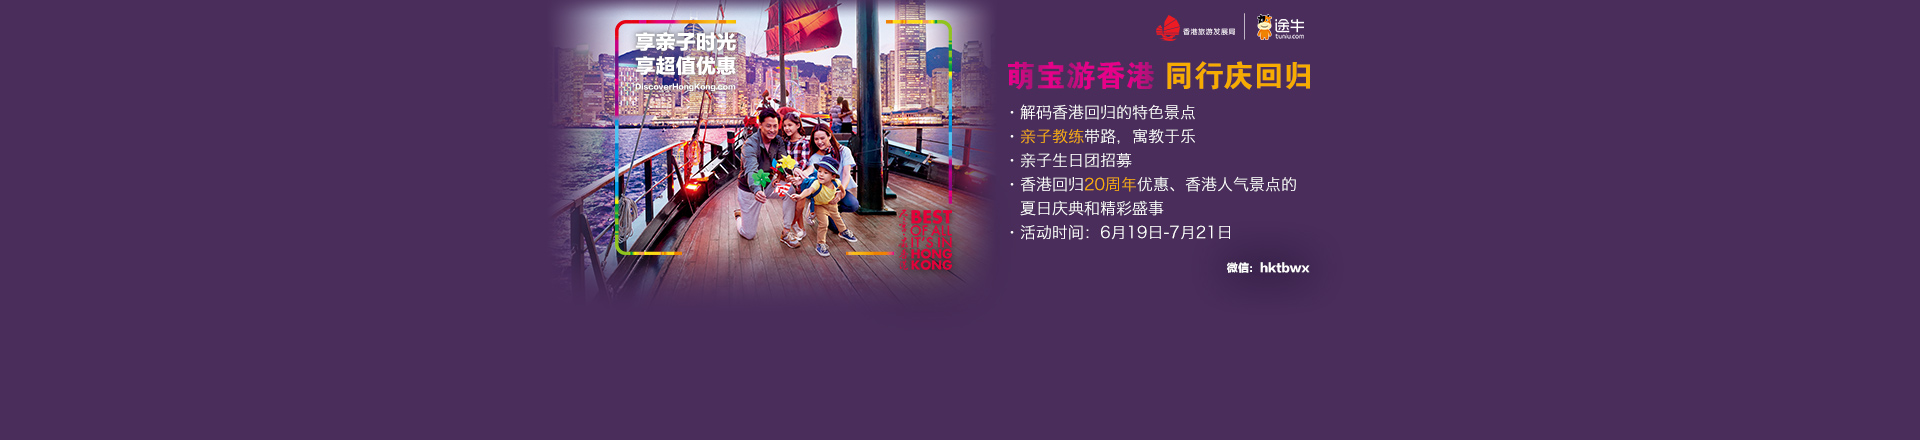 享亲子时光
享超值优惠
DiscoverHongKong.com
BEST
OF ALL
IT'S IN
HONG
KONG
香港旅游发展局
途牛
tuniu.com
萌宝游香港 同行庆回归
· 解码香港回归的特色景点
· 亲子教练带路，寓教于乐
· 亲子生日团招募
· 香港回归20周年优惠、香港人气景点的
夏日庆典和精彩盛事
· 活动时间：6月19日-7月21日
微信：hktbwx